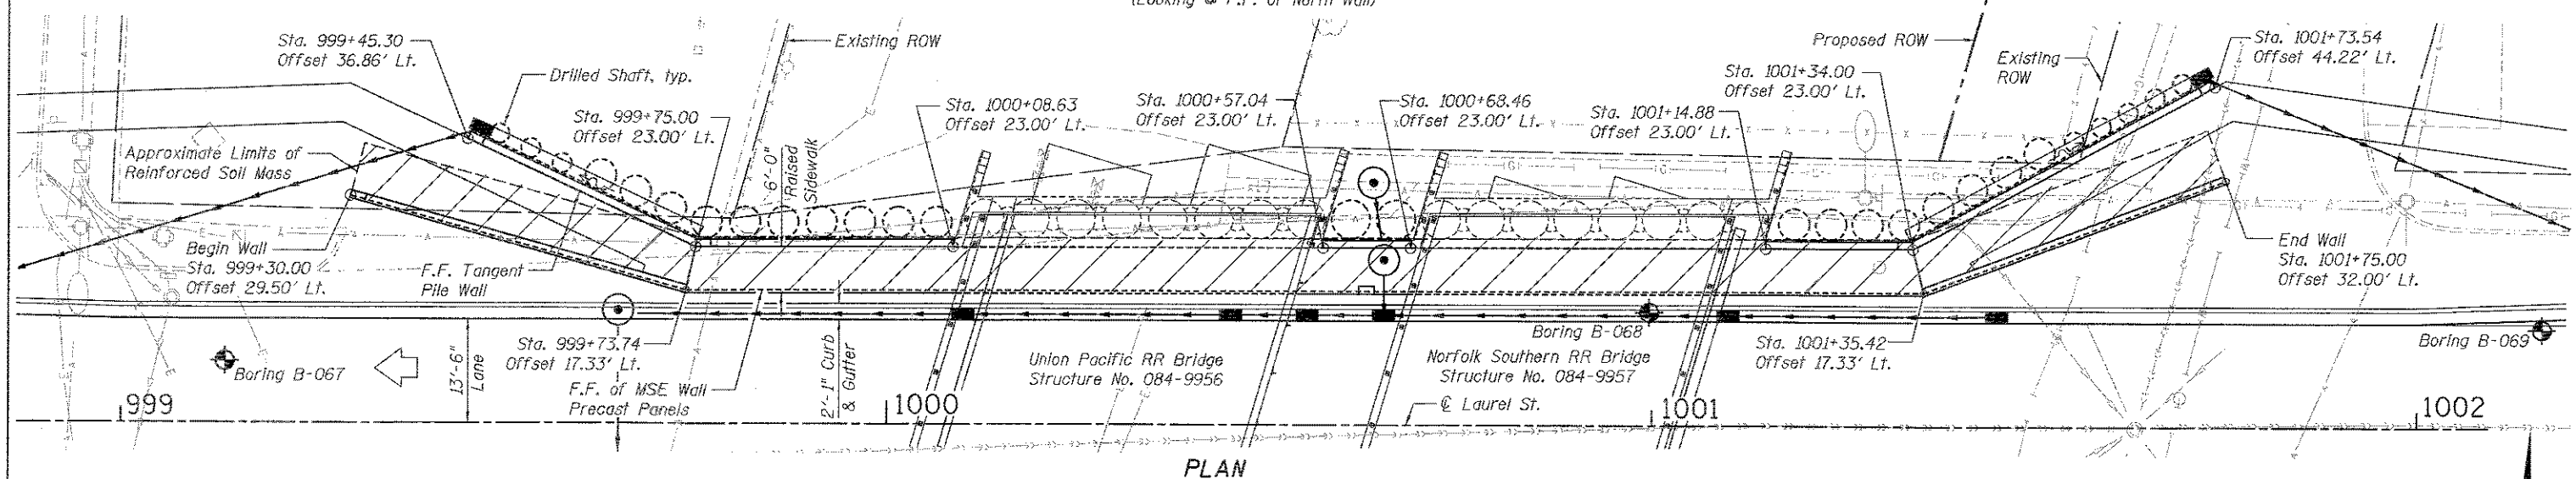 (Looking @ F.F. of North Wall)
Sta. 999+45.30
Offset 36.86' Lt.
Drilled Shaft, typ.
Existing ROW
Proposed ROW
Existing
ROW
Sta. 1001+73.54
Offset 44.22' Lt.
Sta. 999+75.00
Offset 23.00' Lt.
Sta. 1000+08.63
Offset 23.00' Lt.
Sta. 1000+57.04
Offset 23.00' Lt.
Sta. 1000+68.46
Offset 23.00' Lt.
Sta. 1001+14.88
Offset 23.00' Lt.
Sta. 1001+34.00
Offset 23.00' Lt.
Approximate Limits of
Reinforced Soil Mass
6'-0"
Raised
Sidewalk
Begin Wall
Sta. 999+30.00
Offset 29.50' Lt.
F.F. Tangent
Pile Wall
End Wall
Sta. 1001+75.00
Offset 32.00' Lt.
Sta. 999+73.74
Offset 17.33' Lt.
F.F. of MSE Wall
Precast Panels
13'-6"
Lane
2'-1" Curb
& Gutter
Boring B-067
Union Pacific RR Bridge
Structure No. 084-9956
Boring B-068
Norfolk Southern RR Bridge
Structure No. 084-9957
Sta. 1001+35.42
Offset 17.33' Lt.
Boring B-069
999
1000
℄ Laurel St.
1001
1002
PLAN